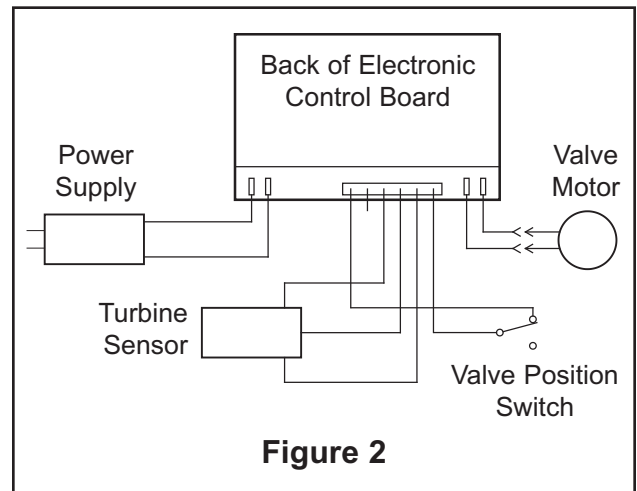 Back of Electronic
Control Board
Power
Supply
Valve
Motor
Turbine
Sensor
Valve Position
Switch
Figure 2